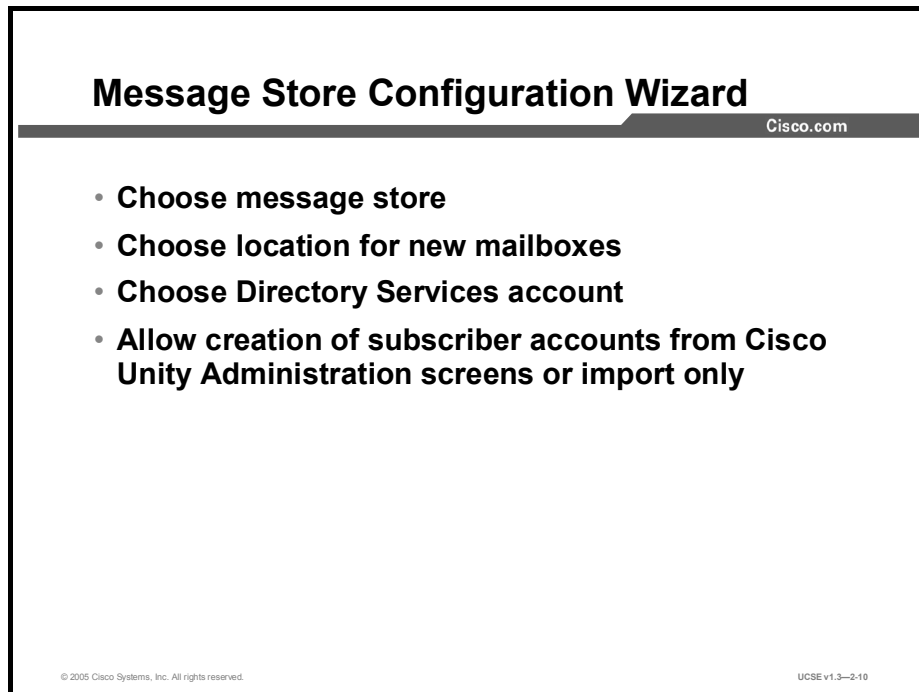 Message Store Configuration Wizard
Cisco.com
• Choose message store
• Choose location for new mailboxes
• Choose Directory Services account
• Allow creation of subscriber accounts from Cisco
Unity Administration screens or import only
© 2005 Cisco Systems, Inc. All rights reserved.
UCSE v1.3—2-10